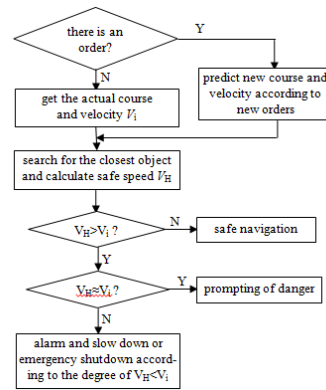 there is an
order?
Y
N
predict new course and
velocity according to
new orders
get the actual course
and velocity Vi
search for the closest object
and calculate safe speed VH
VH>Vi ?
N
safe navigation
Y
VH≈Vi ?
Y
prompting of danger
N
alarm and slow down or
emergency shutdown accord-
ing to the degree of VH<Vi